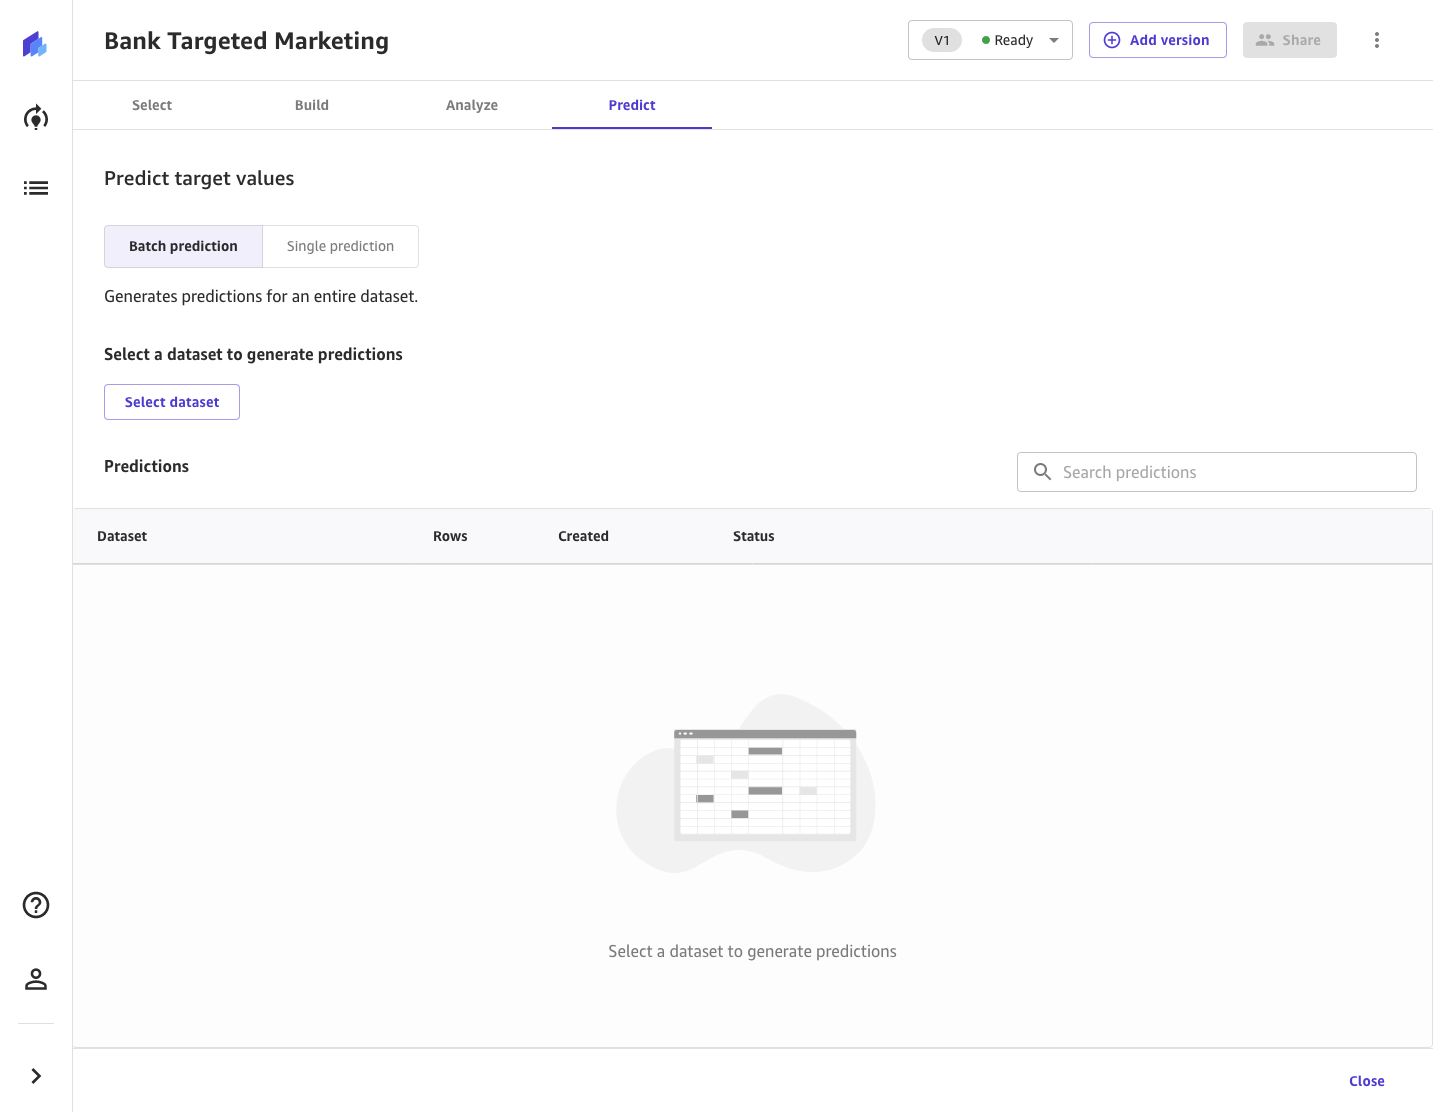 Bank Targeted Marketing
V1
Ready
Add version
Share
Select
Build
Analyze
Predict
Predict target values
Batch prediction
Single prediction
Generates predictions for an entire dataset.
Select a dataset to generate predictions
Select dataset
Predictions
Search predictions
Dataset
Rows
Created
Status
Select a dataset to generate predictions
Close